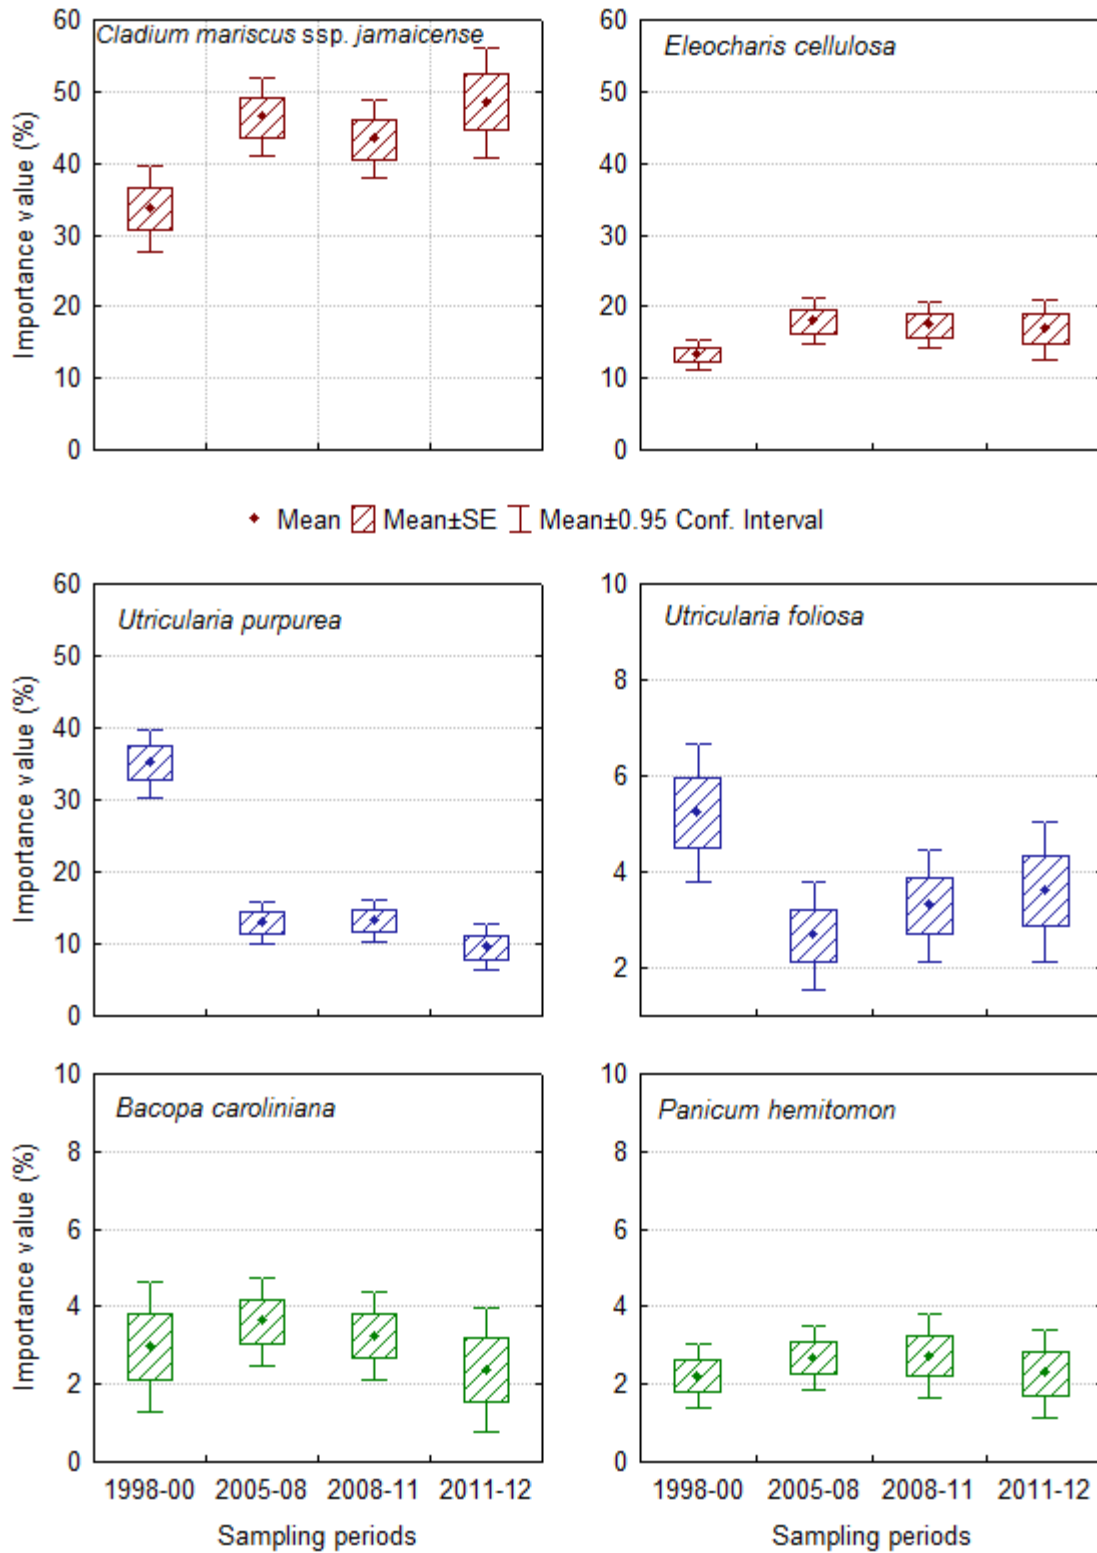 Cladium mariscus ssp. jamaicense
Importance value (%)
60
50
40
30
20
10
0
Eleocharis cellulosa
60
50
40
30
20
10
0
Mean Mean±SE Mean±0.95 Conf. Interval
Utricularia purpurea
Importance value (%)
60
50
40
30
20
10
0
Utricularia foliosa
10
8
6
4
2
Bacopa caroliniana
Importance value (%)
10
8
6
4
2
0
1998-00 2005-08 2008-11 2011-12
Sampling periods
Panicum hemitomon
10
8
6
4
2
0
1998-00 2005-08 2008-11 2011-12
Sampling periods